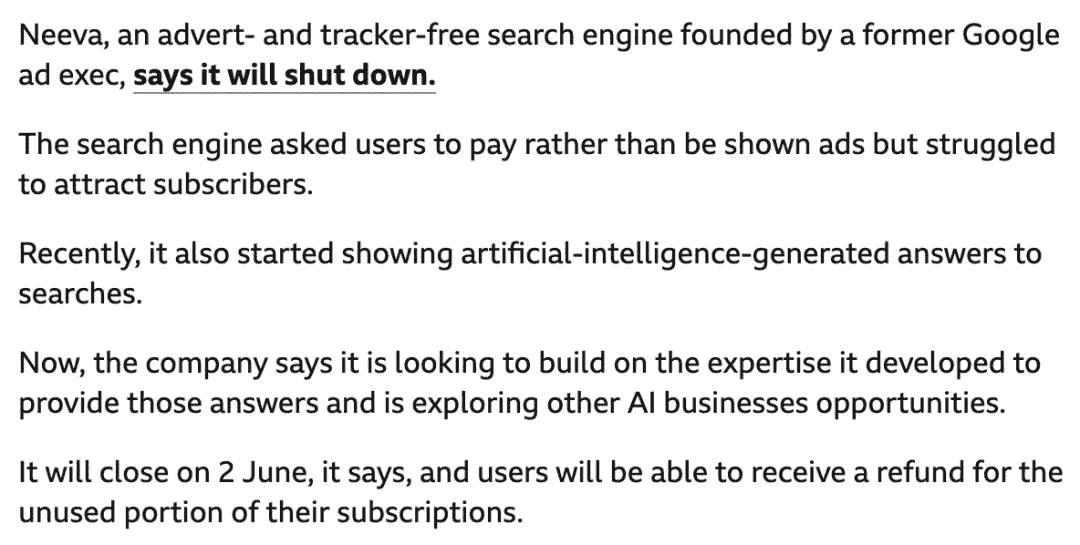 Neeva, an advert- and tracker-free search engine founded by a former Google
ad exec, says it will shut down.
The search engine asked users to pay rather than be shown ads but struggled
to attract subscribers.
Recently, it also started showing artificial-intelligence-generated answers to
searches.
Now, the company says it is looking to build on the expertise it developed to
provide those answers and is exploring other AI businesses opportunities.
It will close on 2 June, it says, and users will be able to receive a refund for the
unused portion of their subscriptions.